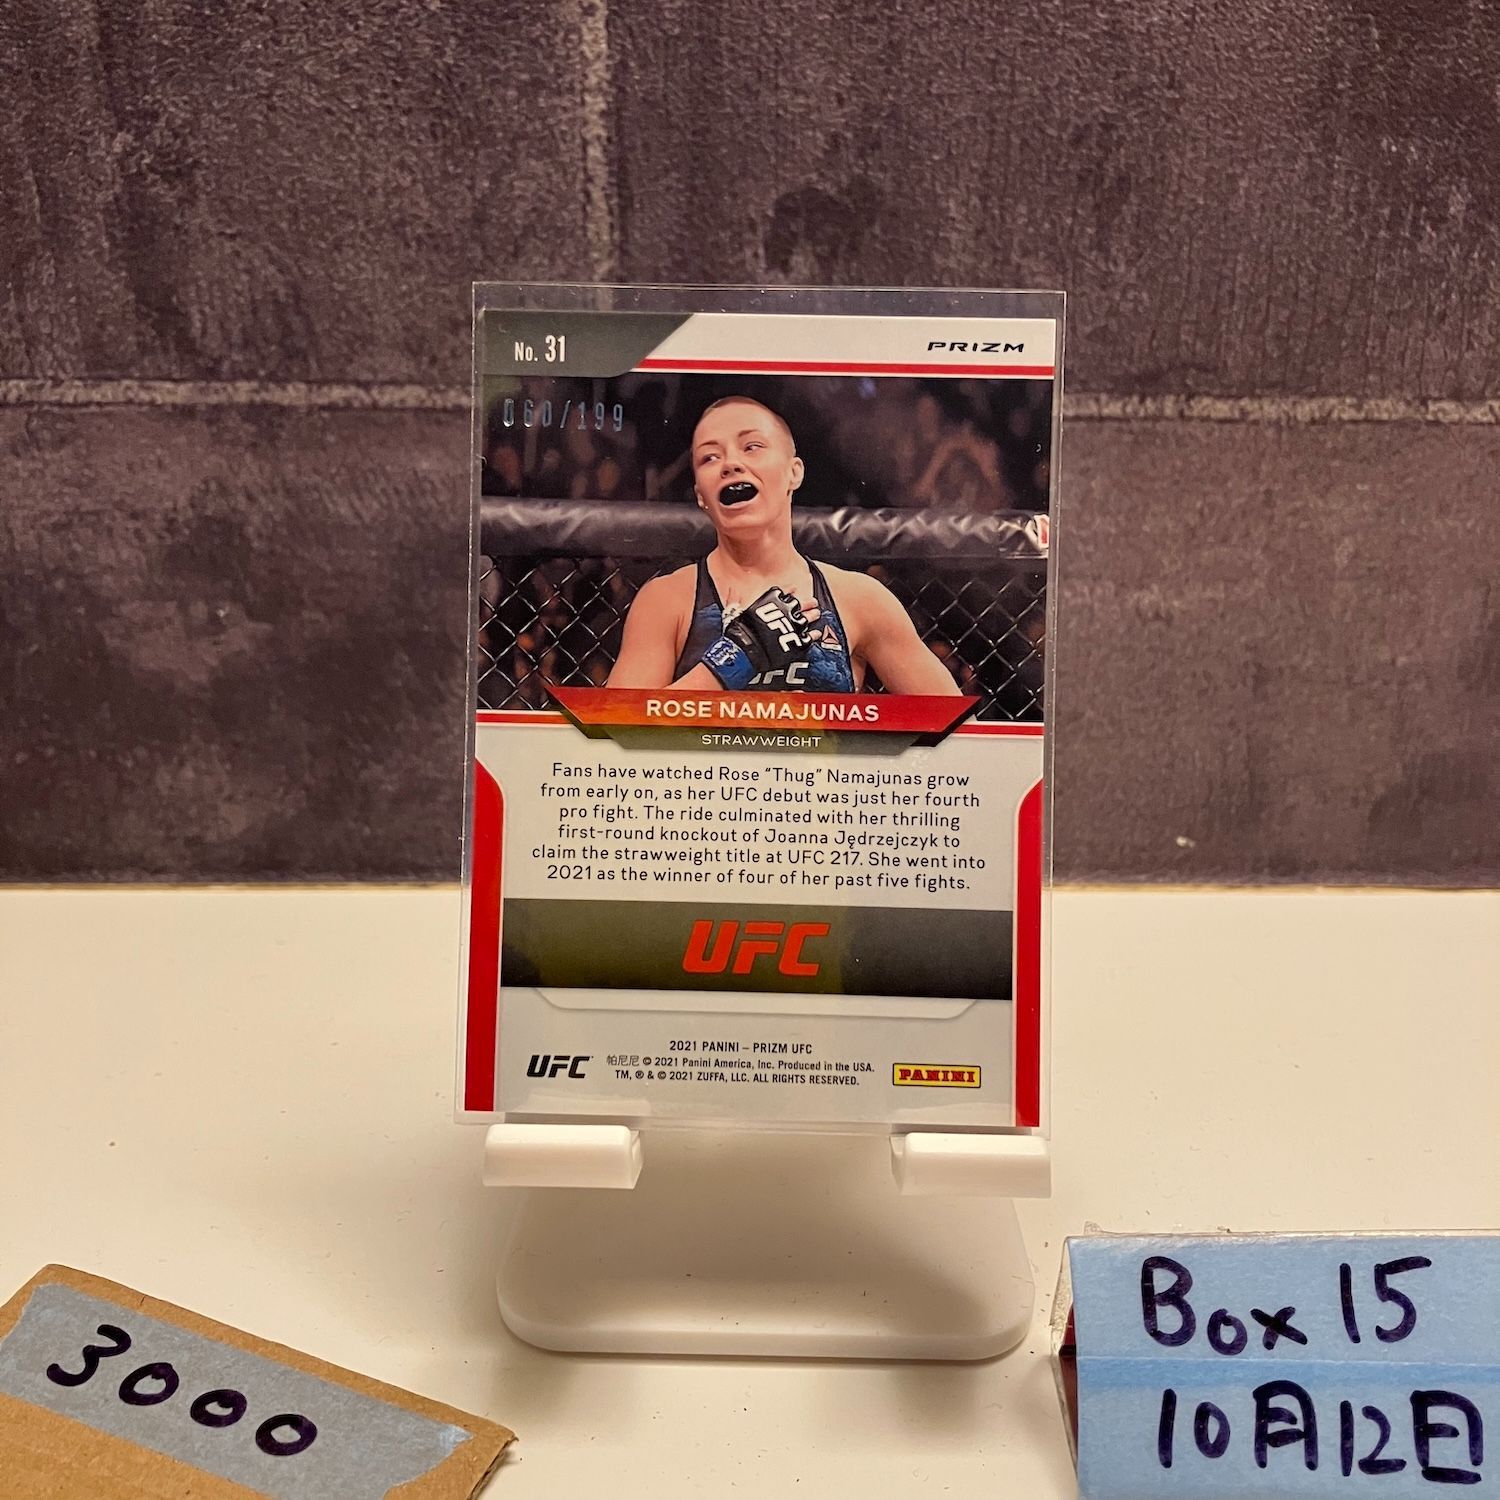 No. 31
PRIZM
060/199
UFC
UFC
ROSE NAMAJUNAS
STRAWWEIGHT
Fans have watched Rose “Thug” Namajunas grow
from early on, as her UFC debut was just her fourth
pro fight. The ride culminated with her thrilling
first-round knockout of Joanna Jędrzejczyk to
claim the strawweight title at UFC 217. She went into
2021 as the winner of four of her past five fights.
UFC
2021 PANINI – PRIZM UFC
UFC
帕尼尼 © 2021 Panini America, Inc. Produced in the USA.
TM, ® & © 2021 ZUFFA, LLC. ALL RIGHTS RESERVED.
PANINI
3000
Box 15
10月12日